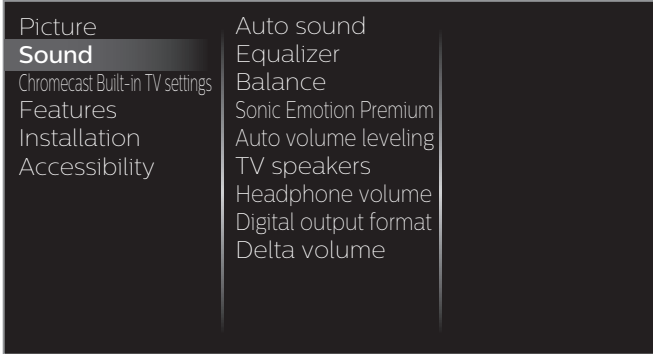 Picture
Sound
Chromecast Built-in TV settings
Features
Installation
Accessibility
Auto sound
Equalizer
Balance
Sonic Emotion Premium
Auto volume leveling
TV speakers
Headphone volume
Digital output format
Delta volume